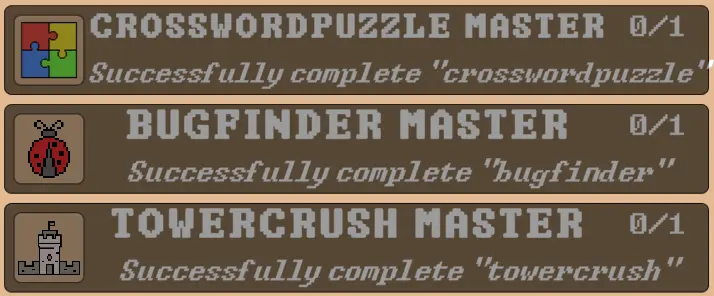 CROSSWORDPUZZLE MASTER 0/1
Successfully complete "crosswordpuzzle"
BUGFINDER MASTER 0/1
Successfully complete "bugfinder"
TOWERCRUSH MASTER 0/1
Successfully complete "towercrush"